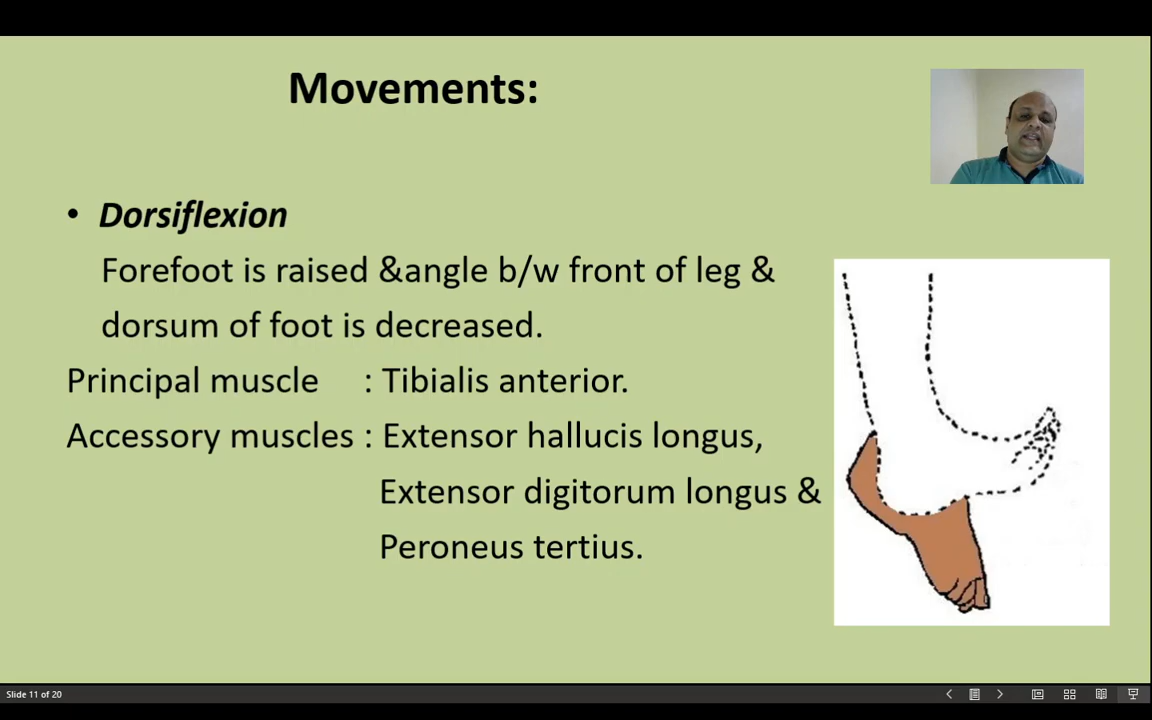 Movements:
• Dorsiflexion
Forefoot is raised &angle b/w front of leg &
dorsum of foot is decreased.
Principal muscle : Tibialis anterior.
Accessory muscles : Extensor hallucis longus,
Extensor digitorum longus &
Peroneus tertius.
Slide 11 of 20